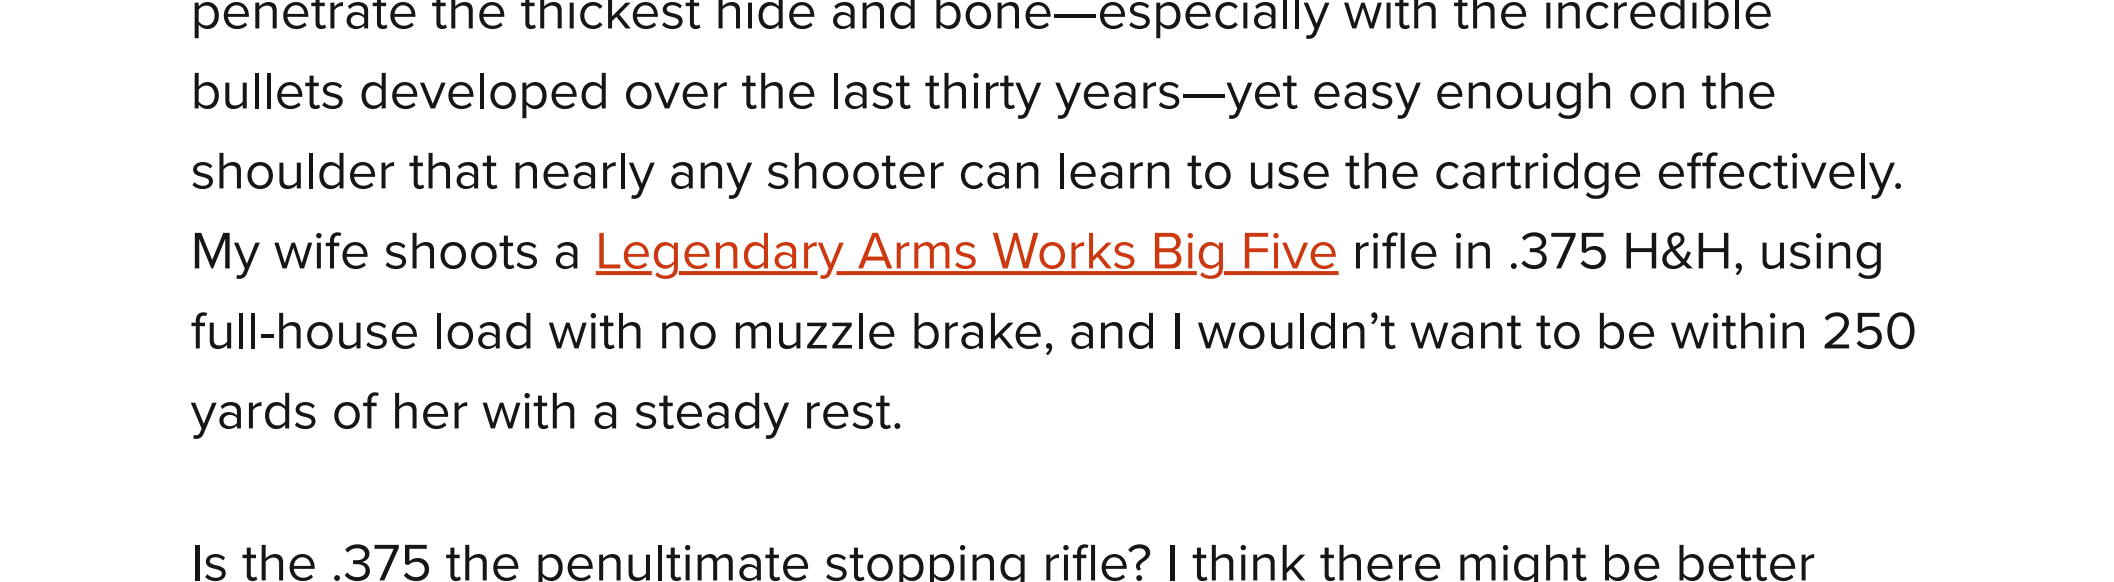 penetrate the thickest hide and bone—especially with the incredible
bullets developed over the last thirty years—yet easy enough on the
shoulder that nearly any shooter can learn to use the cartridge effectively.
My wife shoots a Legendary Arms Works Big Five rifle in .375 H&H, using
full-house load with no muzzle brake, and I wouldn’t want to be within 250
yards of her with a steady rest.
Is the .375 the penultimate stopping rifle? I think there might be better